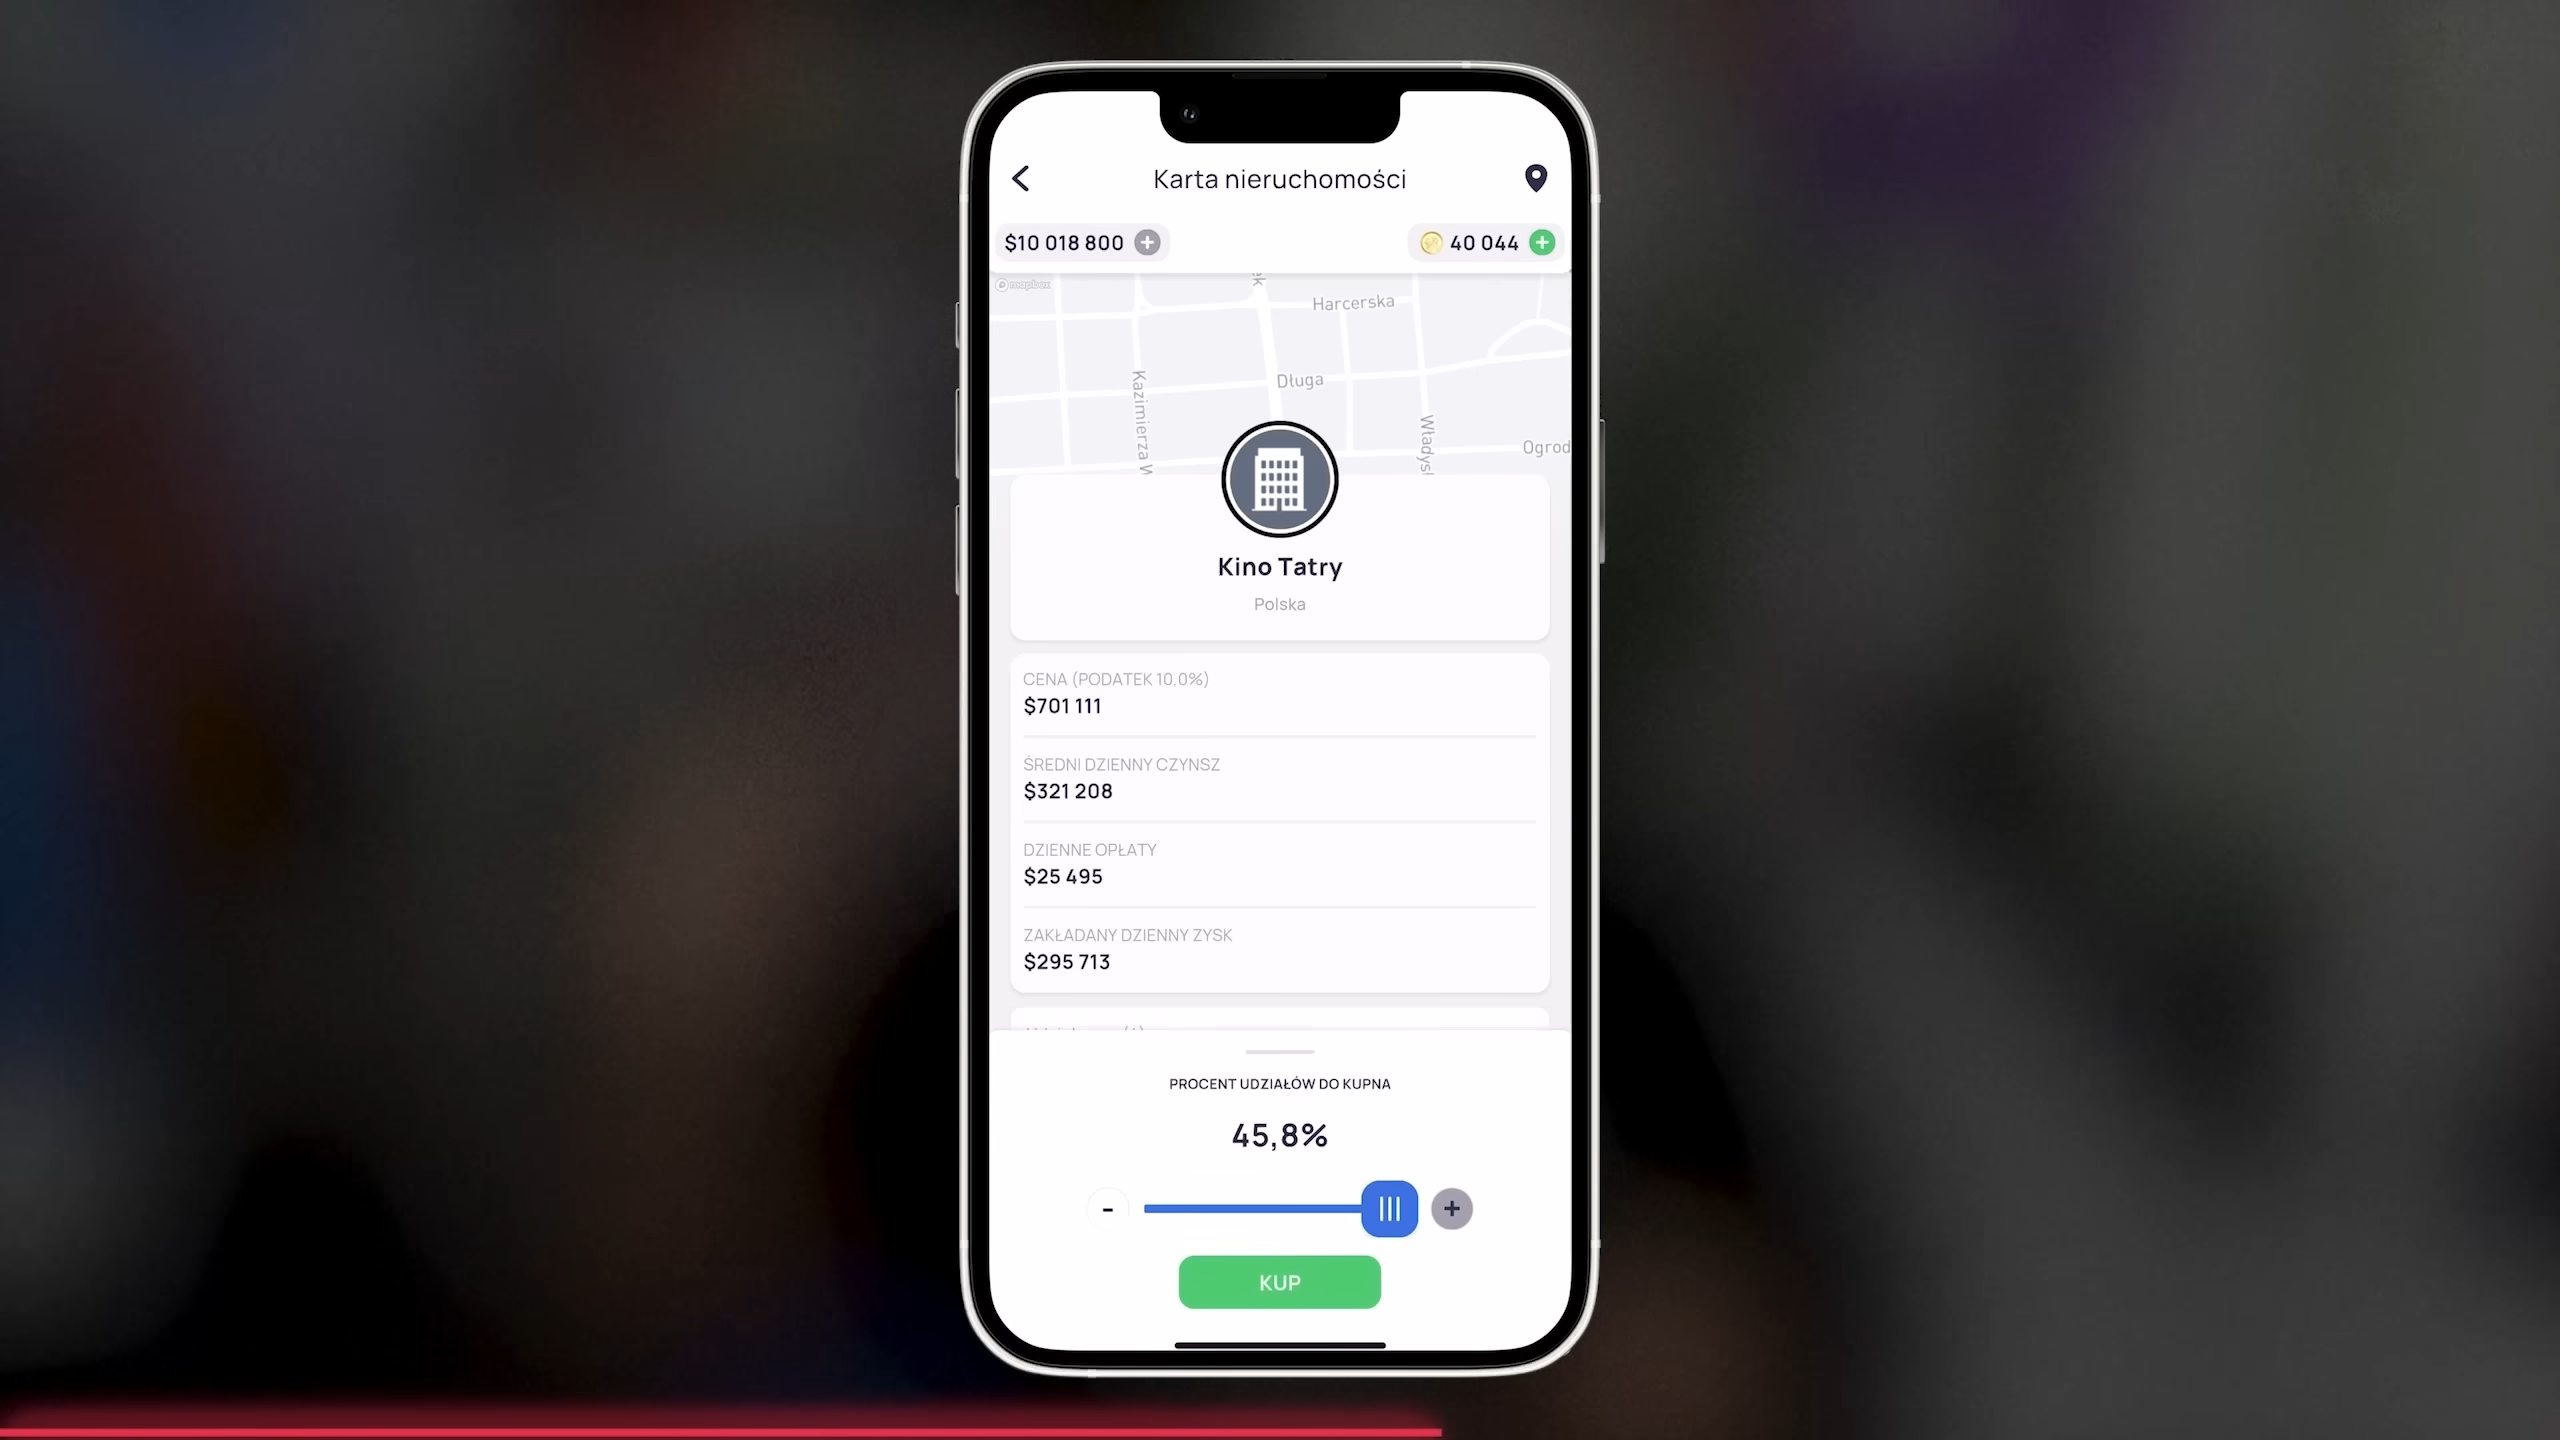 Karta nieruchomości
$10 018 800 +
40 044 +
mapbox
Harcerska
Długa
Kazimierza W
Władysł
Ogrod
Kino Tatry
Polska
CENA (PODATEK 10,0%)
$701 111
ŚREDNI DZIENNY CZYNSZ
$321 208
DZIENNE OPŁATY
$25 495
ZAKŁADANY DZIENNY ZYSK
$295 713
PROCENT UDZIAŁÓW DO KUPNA
45,8%
- +
KUP